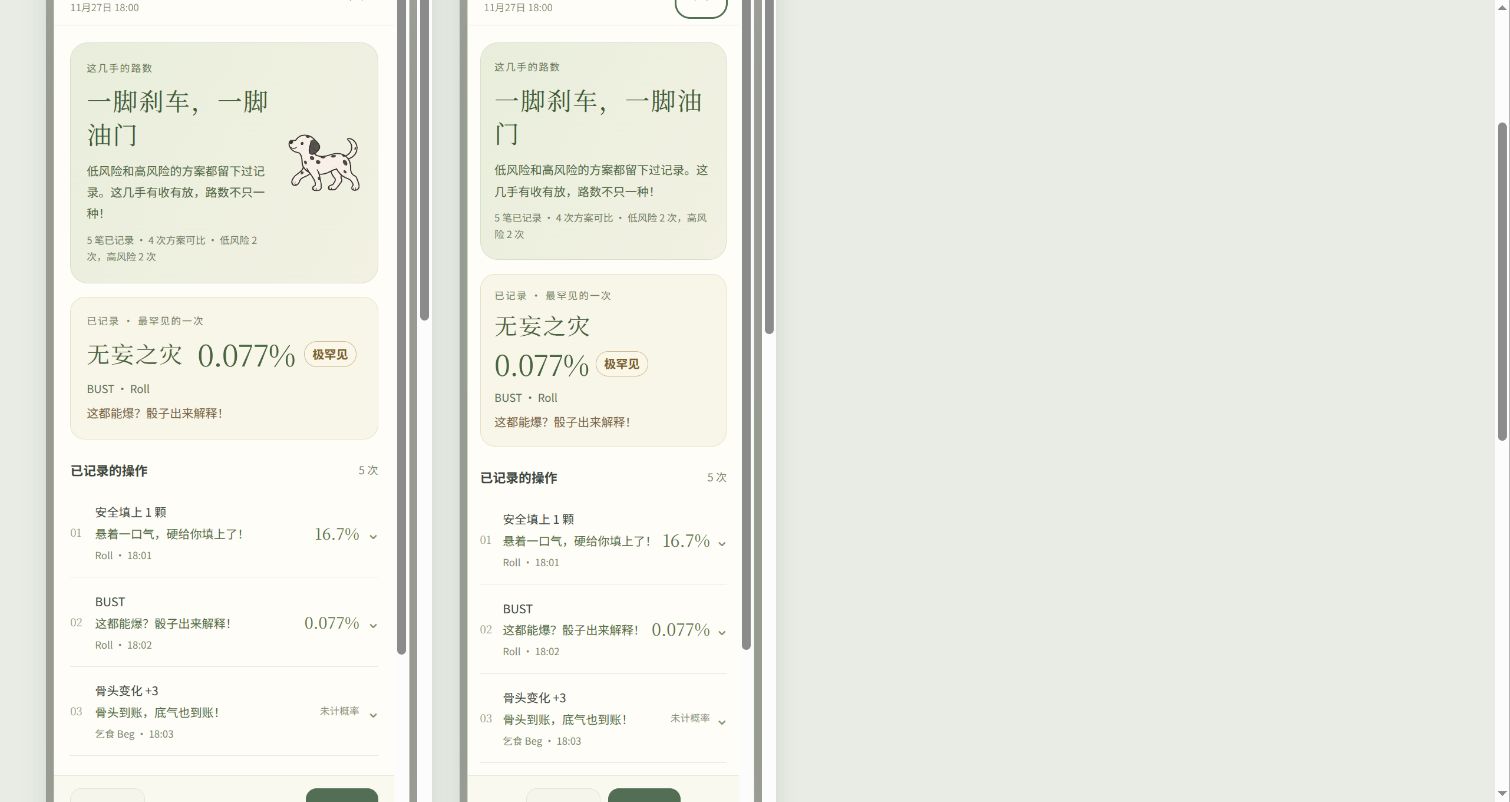 11月27日 18:00
这几手的路数
一脚刹车，一脚
油门
低风险和高风险的方案都留下过记
录。这几手有收有放，路数不只一
种！
5 笔已记录 · 4 次方案可比 · 低风险 2
次，高风险 2 次
已记录 · 最罕见的一次
无妄之灾 0.077% 极罕见
BUST · Roll
这都能爆？骰子出来解释！
已记录的操作 5 次
安全填上 1 颗
01 悬着一口气，硬给你填上了！ 16.7%
Roll · 18:01
BUST
02 这都能爆？骰子出来解释！ 0.077%
Roll · 18:02
骨头变化 +3
03 骨头到账，底气也到账！ 未计概率
乞食 Beg · 18:03
11月27日 18:00
这几手的路数
一脚刹车，一脚油
门
低风险和高风险的方案都留下过记录。这
几手有收有放，路数不只一种！
5 笔已记录 · 4 次方案可比 · 低风险 2 次，高风
险 2 次
已记录 · 最罕见的一次
无妄之灾
0.077% 极罕见
BUST · Roll
这都能爆？骰子出来解释！
已记录的操作 5 次
安全填上 1 颗
01 悬着一口气，硬给你填上了！ 16.7%
Roll · 18:01
BUST
02 这都能爆？骰子出来解释！ 0.077%
Roll · 18:02
骨头变化 +3
03 骨头到账，底气也到账！ 未计概率
乞食 Beg · 18:03